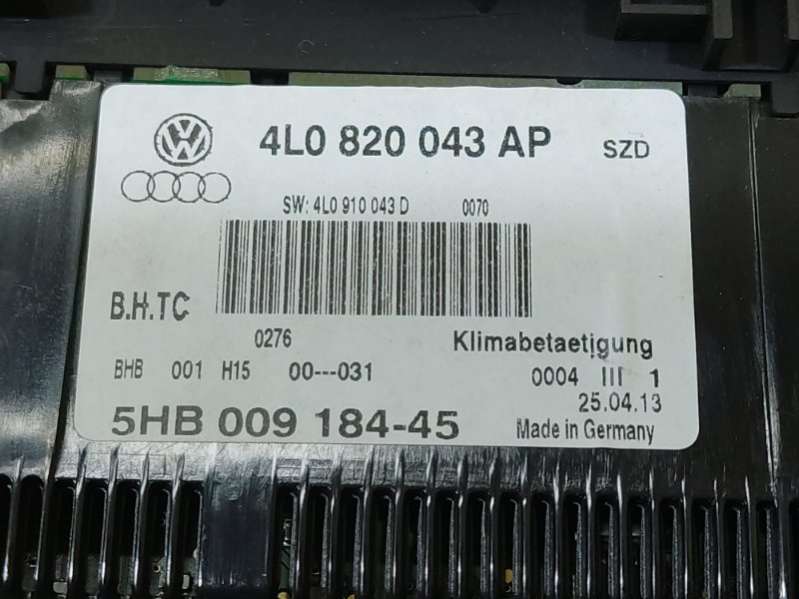 4L0 820 043 AP SZD
SW: 4L0 910 043 D 0070
B.H.TC
0276 Klimabetaetigung
BHB 001 H15 00---031 0004 III 1
25.04.13
5HB 009 184-45 Made in Germany